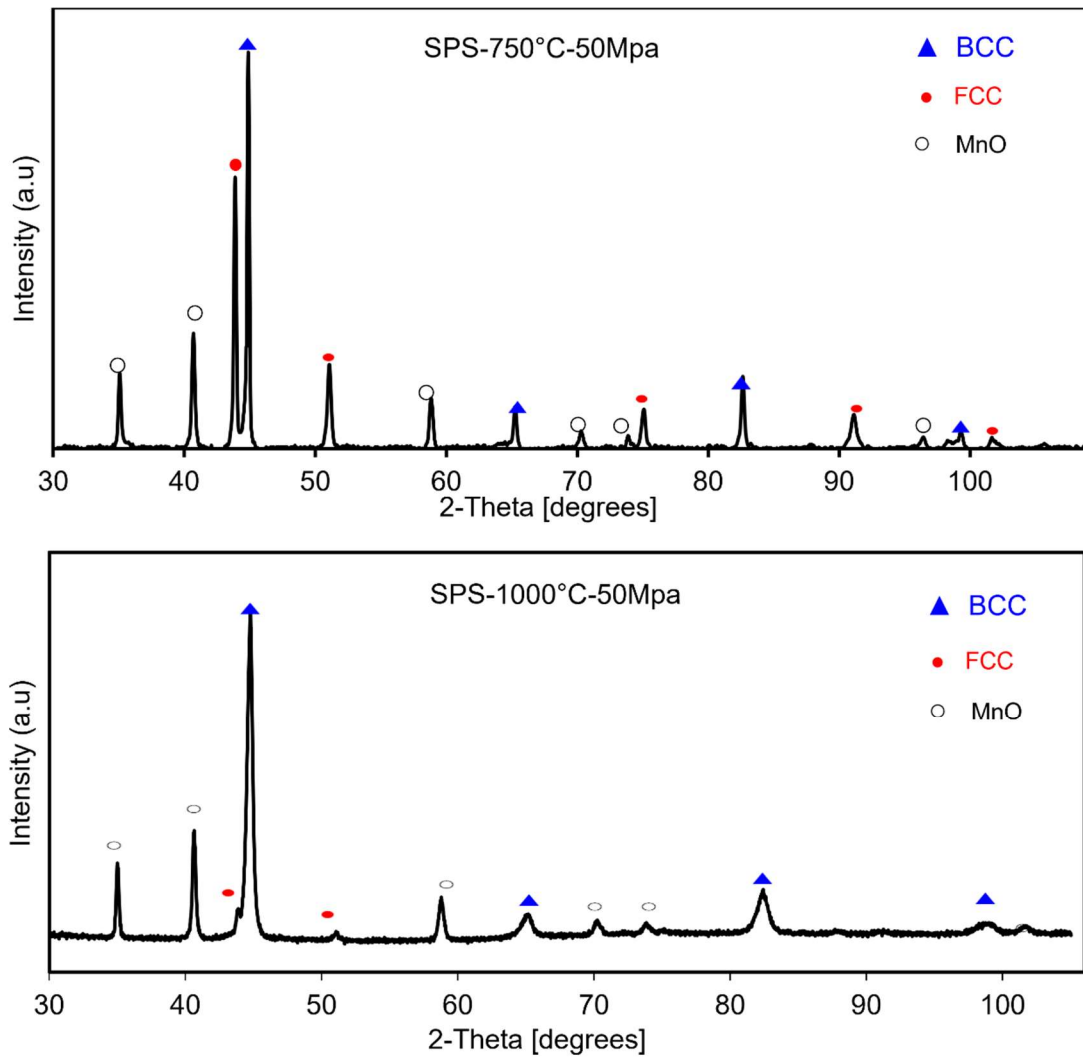 SPS-750°C-50Mpa
BCC
FCC
MnO
Intensity (a.u)
30 40 50 60 70 80 90 100
2-Theta [degrees]
SPS-1000°C-50Mpa
BCC
FCC
MnO
Intensity (a.u)
30 40 50 60 70 80 90 100
2-Theta [degrees]